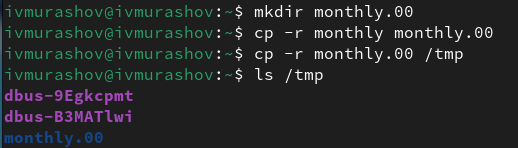 ivmurashov@ivmurashov:~$ mkdir monthly.00
ivmurashov@ivmurashov:~$ cp -r monthly monthly.00
ivmurashov@ivmurashov:~$ cp -r monthly.00 /tmp
ivmurashov@ivmurashov:~$ ls /tmp
dbus-9Egkcpmt
dbus-B3MATlwi
monthly.00